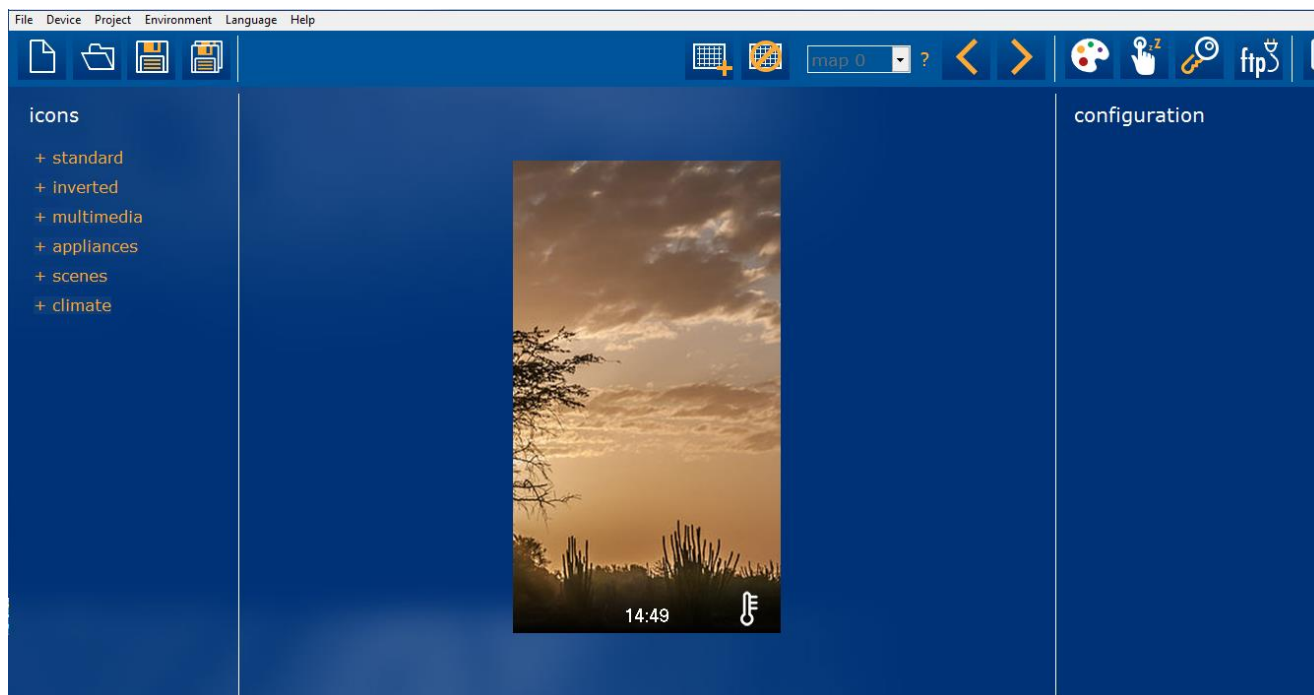 File Device Project Environment Language Help
map 0 ? ftp
icons
configuration
+ standard
+ inverted
+ multimedia
+ appliances
+ scenes
+ climate
14:49